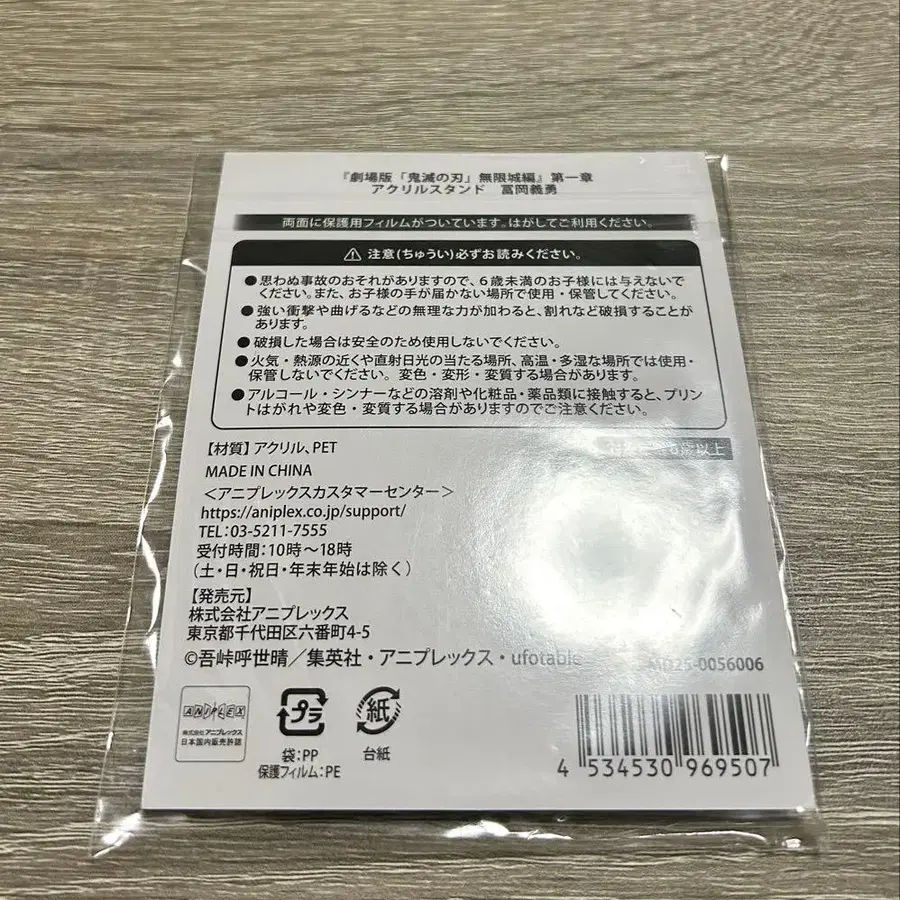 『劇場版「鬼滅の刃」無限城編』第一章
アクリルスタンド 冨岡義勇
両面に保護用フィルムがついています。はがしてご利用ください。
注意(ちゅうい)必ずお読みください。
●思わぬ事故のおそれがありますので、6歳未満のお子様には与えないで
ください。また、お子様の手が届かない場所で使用・保管してください。
●強い衝撃や曲げるなどの無理な力が加わると、割れなど破損することが
あります。
●破損した場合は安全のため使用しないでください。
●火気・熱源の近くや直射日光の当たる場所、高温・多湿な場所では使用・
保管しないでください。変色・変形・変質する場合があります。
●アルコール・シンナーなどの溶剤や化粧品・薬品類に接触すると、プリン
トはがれや変色・変質する場合がありますのでご注意ください。
【材質】アクリル、PET
以上
MADE IN CHINA
＜アニプレックスカスタマーセンター＞
https://aniplex.co.jp/support/
TEL:03-5211-7555
受付時間:10時～18時
(土・日・祝日・年末年始は除く)
【発売元】
株式会社アニプレックス
東京都千代田区六番町4-5
©吾峠呼世晴／集英社・アニプレックス・ufotable
MD25-0056006
ANIPLEX
株式会社アニプレックス
日本国内販売許諾
プラ
袋:PP
保護フィルム:PE
紙
台紙
4 534530 969507